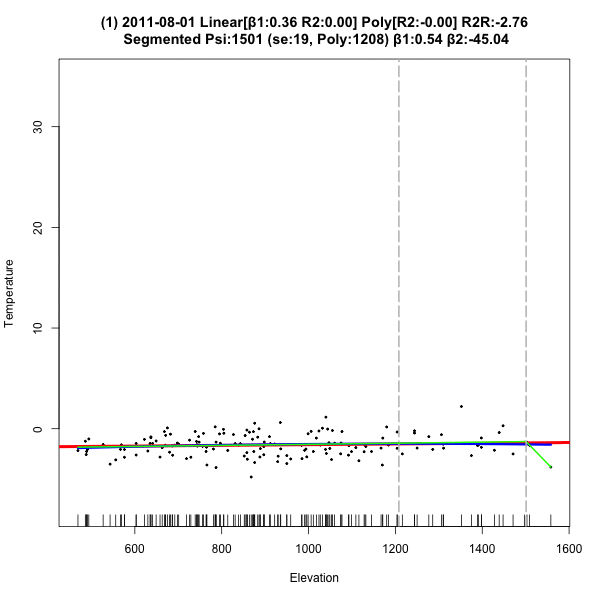 (1) 2011-08-01 Linear[β1:0.36 R2:0.00] Poly[R2:-0.00] R2R:-2.76
Segmented Psi:1501 (se:19, Poly:1208) β1:0.54 β2:-45.04
30
20
10
0
Temperature
600 800 1000 1200 1400 1600
Elevation